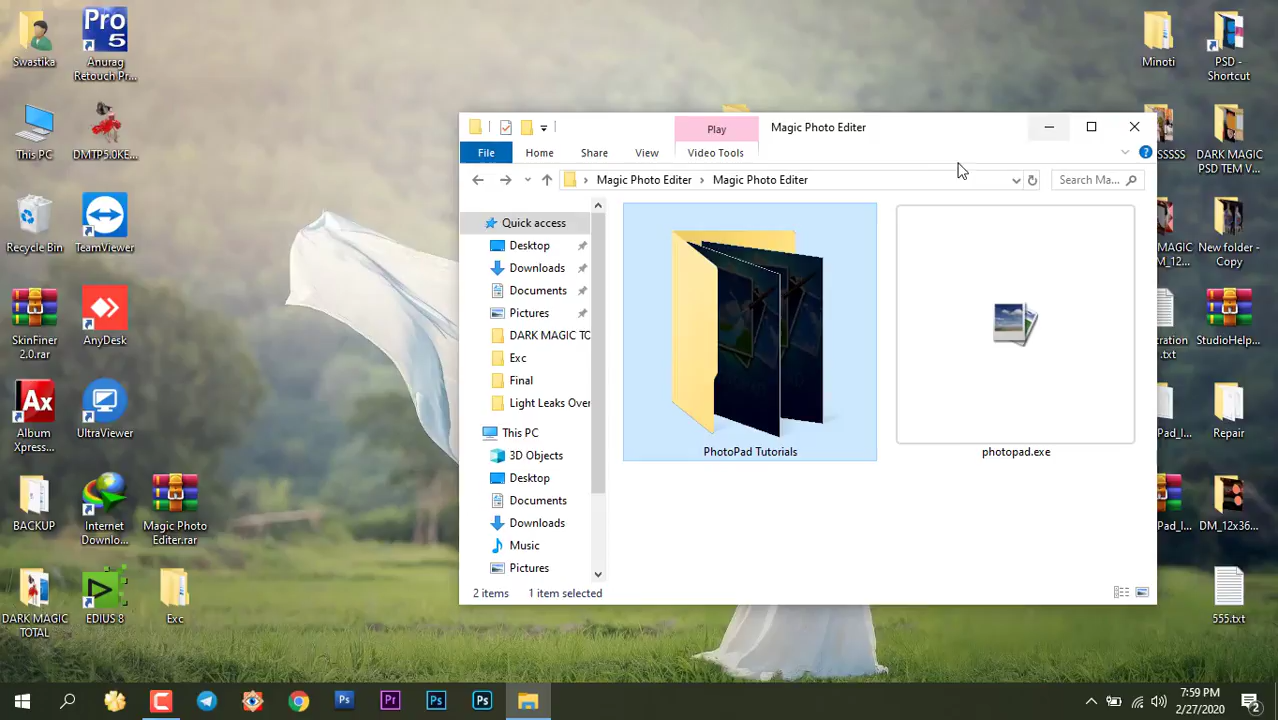 Swastika
Pro
5
Anurag
Retouch Pr...
Minoti
PSD -
Shortcut
This PC
DMTP5.0KE...
DARK MAGIC
PSD TEM V...
Recycle Bin
TeamViewer
New folder -
Copy
SkinFiner
2.0.rar
AnyDesk
StudioHelp...
Album
Xpress...
UltraViewer
Repair
BACKUP
Internet
Downlo...
Magic Photo
Editer.rar
DM_12x36...
DARK MAGIC
TOTAL
EDIUS 8
Exc
555.txt
Play
Magic Photo Editer
File
Home
Share
View
Video Tools
Magic Photo Editer › Magic Photo Editer
Search Ma...
Quick access
Desktop
Downloads
Documents
Pictures
DARK MAGIC TO
Exc
Final
Light Leaks Over
This PC
3D Objects
Desktop
Documents
Downloads
Music
Pictures
PhotoPad Tutorials
photopad.exe
2 items
1 item selected
7:59 PM
2/27/2020
2